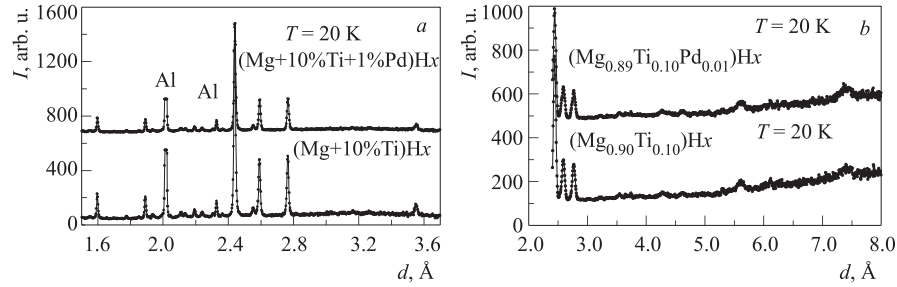 1600
1200
800
400
0
I, arb. u.
T = 20 K
a
(Mg+10%Ti+1%Pd)Hx
Al
Al
(Mg+10%Ti)Hx
1.6 2.0 2.4 2.8 3.2 3.6
d, Å
1000
800
600
400
200
0
I, arb. u.
T = 20 K
b
(Mg0.89Ti0.10Pd0.01)Hx
T = 20 K
(Mg0.90Ti0.10)Hx
2.0 3.0 4.0 5.0 6.0 7.0 8.0
d, Å